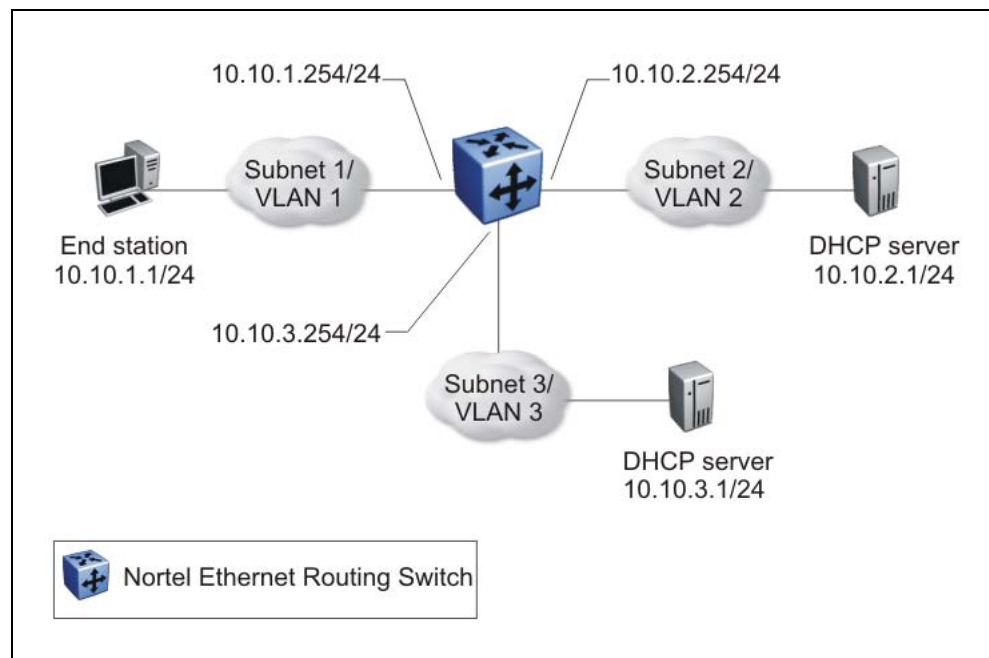 10.10.1.254/24
10.10.2.254/24
Subnet 1/
VLAN 1
Subnet 2/
VLAN 2
End station
10.10.1.1/24
DHCP server
10.10.2.1/24
10.10.3.254/24
Subnet 3/
VLAN 3
DHCP server
10.10.3.1/24
Nortel Ethernet Routing Switch